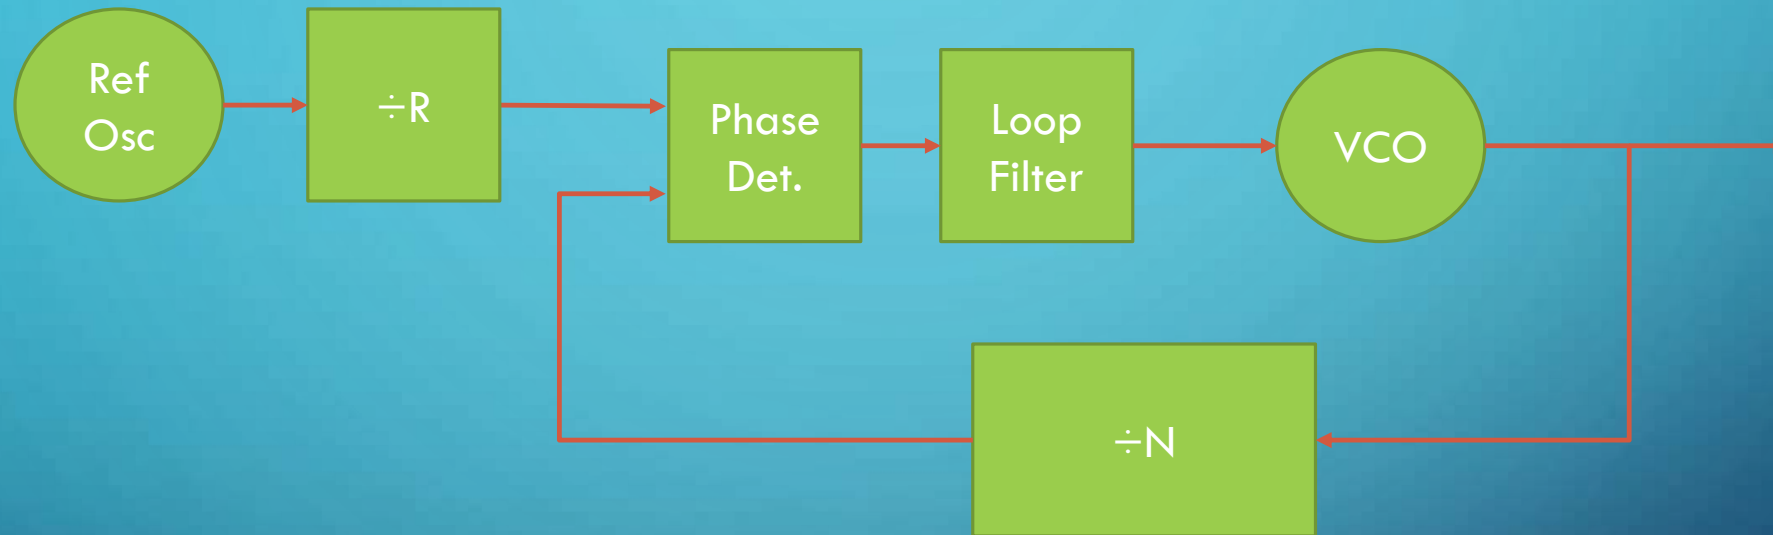 Ref
Osc
÷R
Phase
Det.
Loop
Filter
VCO
÷N